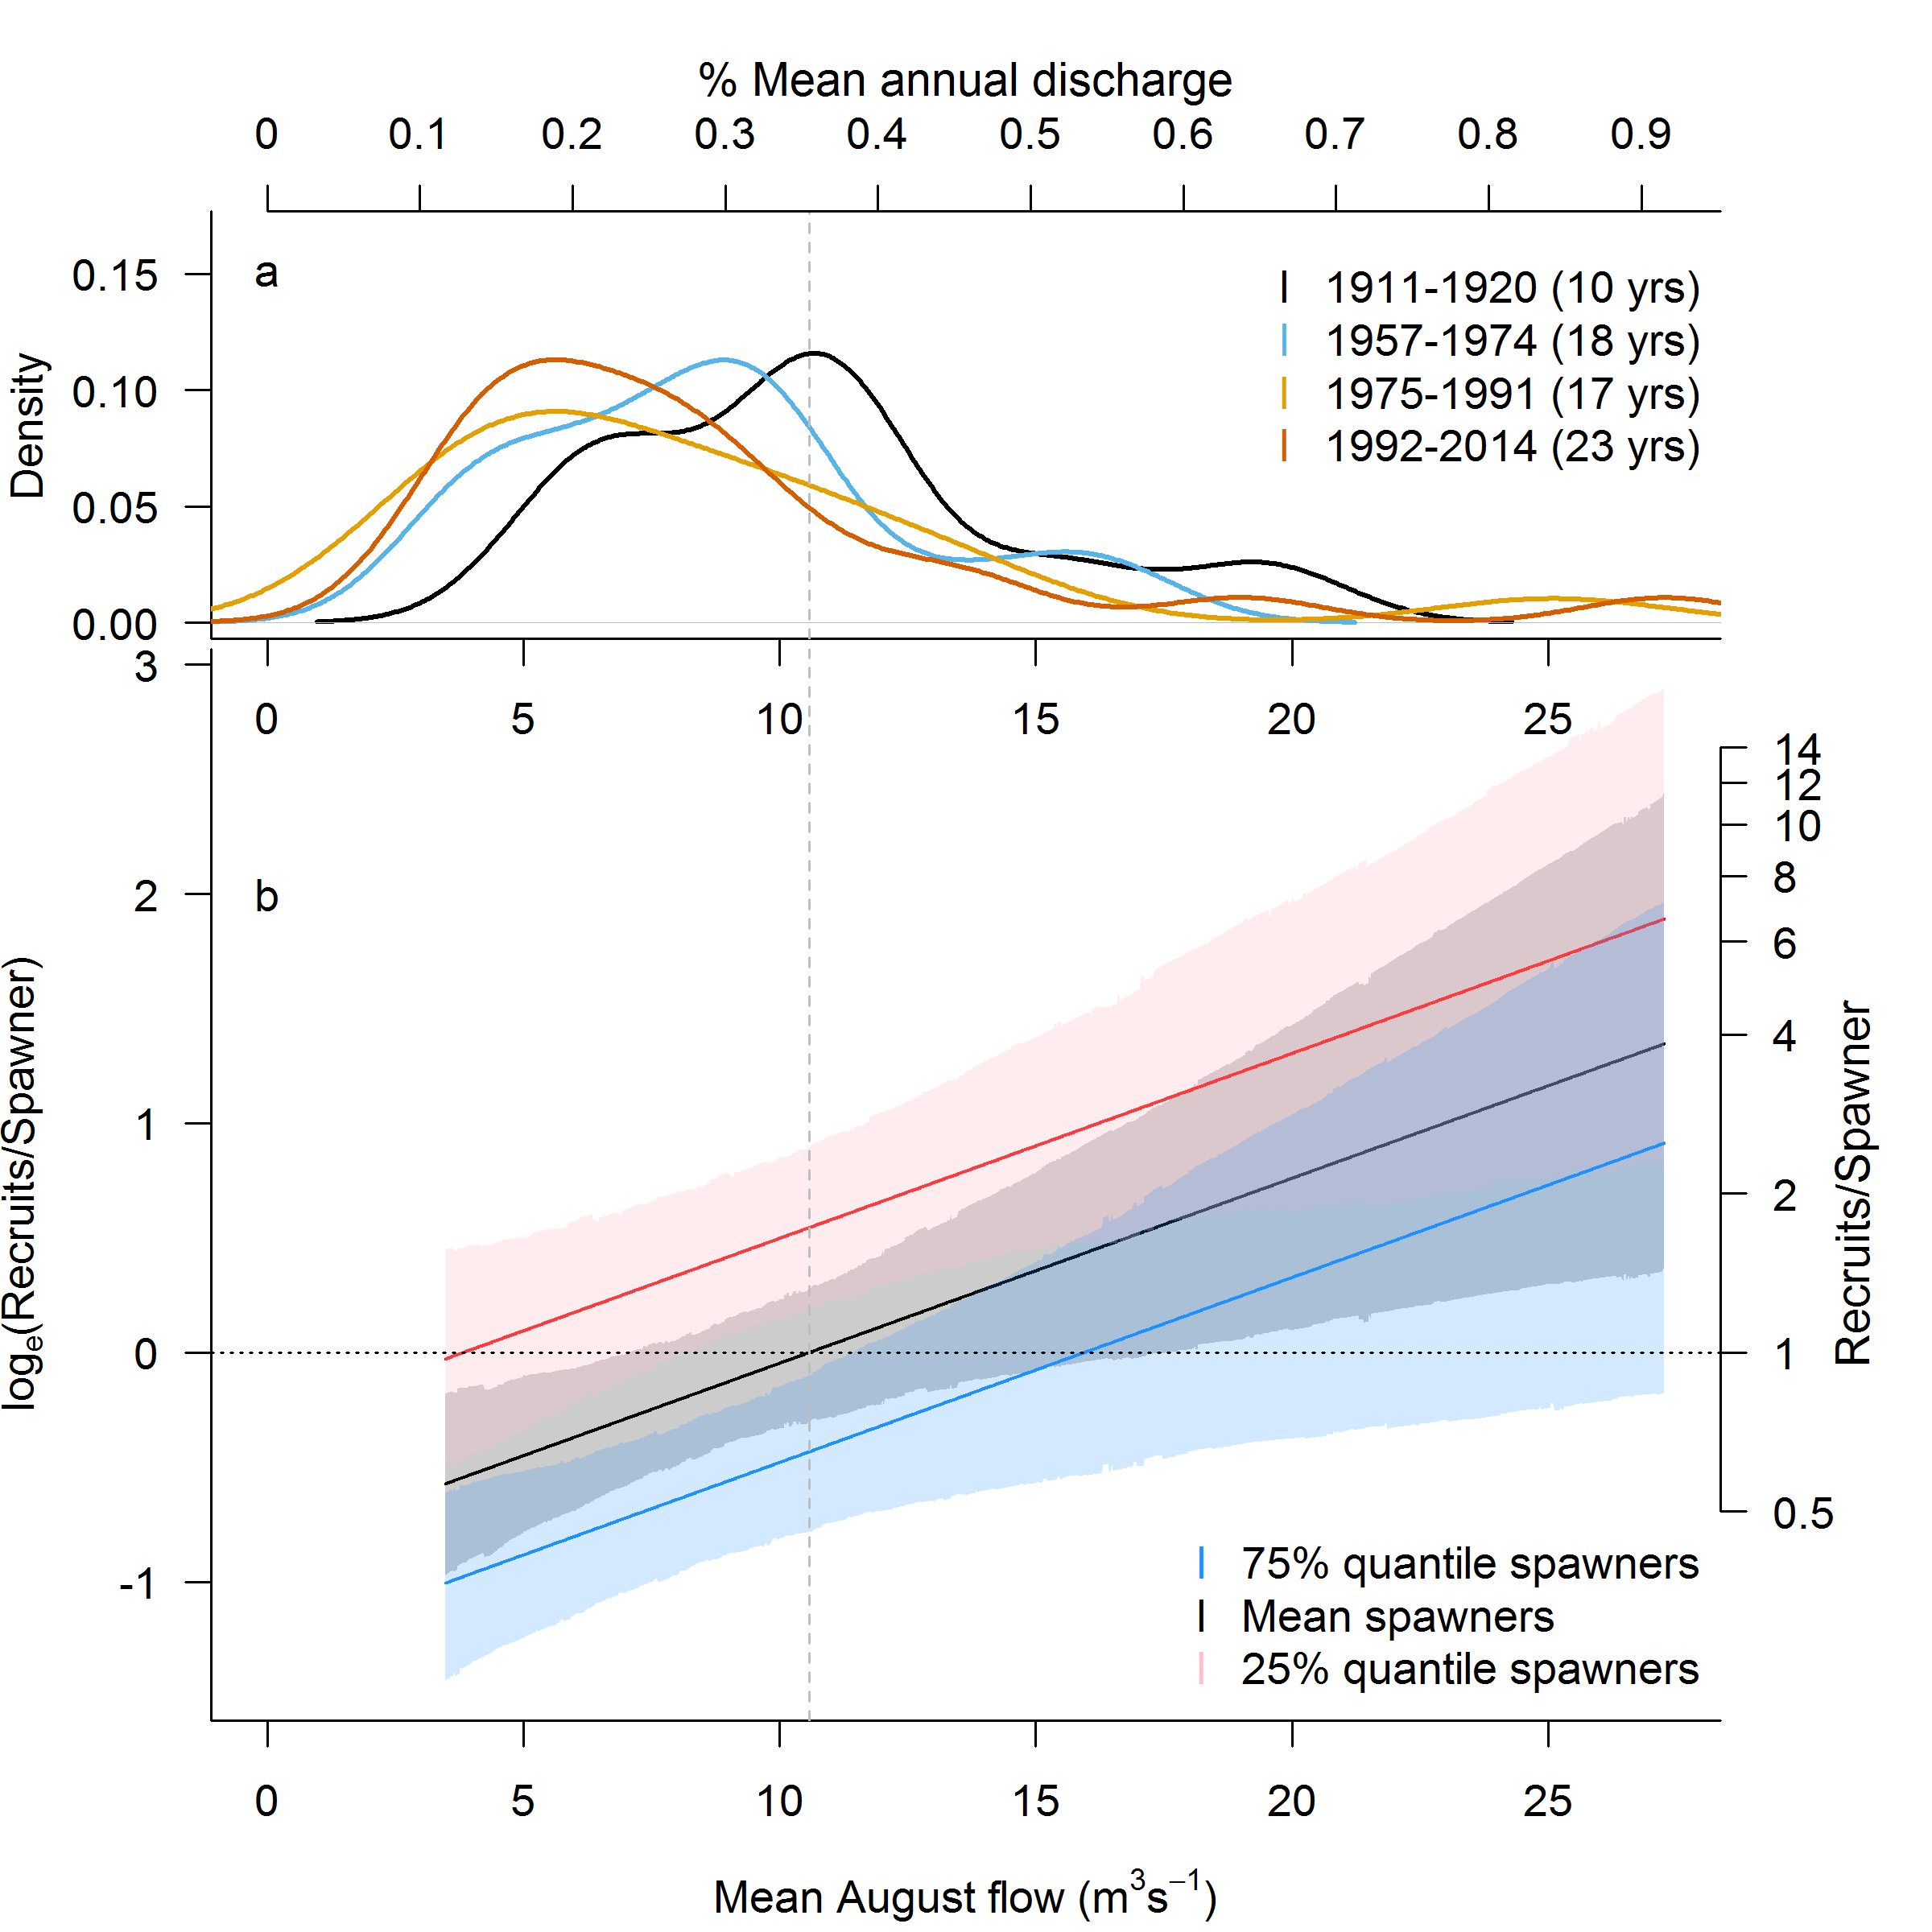 % Mean annual discharge
0 0.1 0.2 0.3 0.4 0.5 0.6 0.7 0.8 0.9
a
Density
0.15
0.10
0.05
0.00
1911-1920 (10 yrs)
1957-1974 (18 yrs)
1975-1991 (17 yrs)
1992-2014 (23 yrs)
0 5 10 15 20 25
b
logₑ(Recruits/Spawner)
3
2
1
0
-1
14
12
10
8
6
4
2
1
0.5
Recruits/Spawner
75% quantile spawners
Mean spawners
25% quantile spawners
0 5 10 15 20 25
Mean August flow (m³s⁻¹)